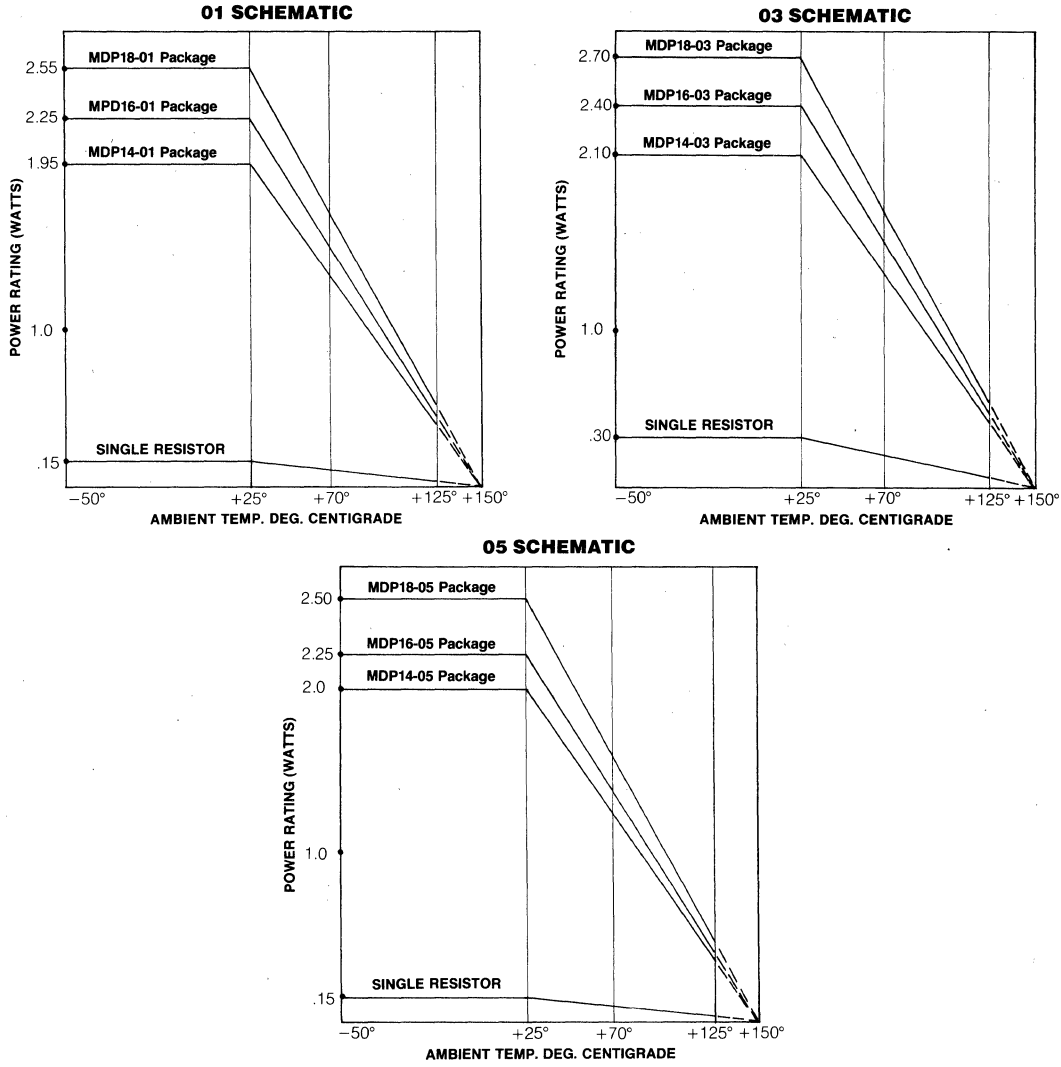 01 SCHEMATIC
MDP18-01 Package
2.55
MPD16-01 Package
2.25
MDP14-01 Package
1.95
POWER RATING (WATTS)
1.0
SINGLE RESISTOR
.15
−50° +25° +70° +125° +150°
AMBIENT TEMP. DEG. CENTIGRADE
03 SCHEMATIC
MDP18-03 Package
2.70
MDP16-03 Package
2.40
MDP14-03 Package
2.10
POWER RATING (WATTS)
1.0
SINGLE RESISTOR
.30
−50° +25° +70° +125° +150°
AMBIENT TEMP. DEG. CENTIGRADE
05 SCHEMATIC
MDP18-05 Package
2.50
MDP16-05 Package
2.25
MDP14-05 Package
2.0
POWER RATING (WATTS)
1.0
SINGLE RESISTOR
.15
−50° +25° +70° +125° +150°
AMBIENT TEMP. DEG. CENTIGRADE